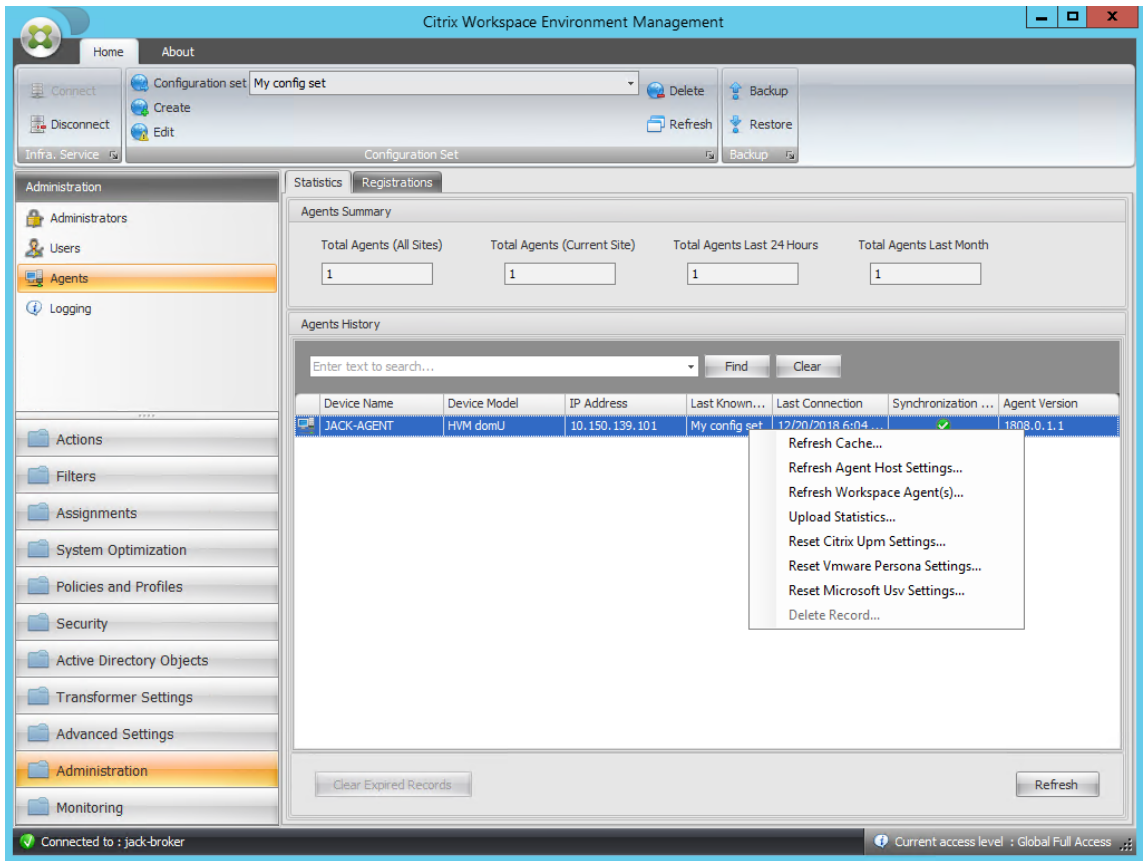 Citrix Workspace Environment Management
Home About
Connect
Disconnect
Infra. Service
Configuration set My config set
Create
Edit
Delete
Refresh
Configuration Set
Backup
Restore
Backup
Administration
Administrators
Users
Agents
Logging
Actions
Filters
Assignments
System Optimization
Policies and Profiles
Security
Active Directory Objects
Transformer Settings
Advanced Settings
Administration
Monitoring
Statistics Registrations
Agents Summary
Total Agents (All Sites) Total Agents (Current Site) Total Agents Last 24 Hours Total Agents Last Month
1 1 1 1
Agents History
Enter text to search... Find Clear
Device Name Device Model IP Address Last Known... Last Connection Synchronization ... Agent Version
JACK-AGENT HVM domU 10.150.139.101 My config set 12/20/2018 6:04 ... 1808.0.1.1
Refresh Cache...
Refresh Agent Host Settings...
Refresh Workspace Agent(s)...
Upload Statistics...
Reset Citrix Upm Settings...
Reset Vmware Persona Settings...
Reset Microsoft Usv Settings...
Delete Record...
Clear Expired Records Refresh
Connected to : jack-broker Current access level : Global Full Access